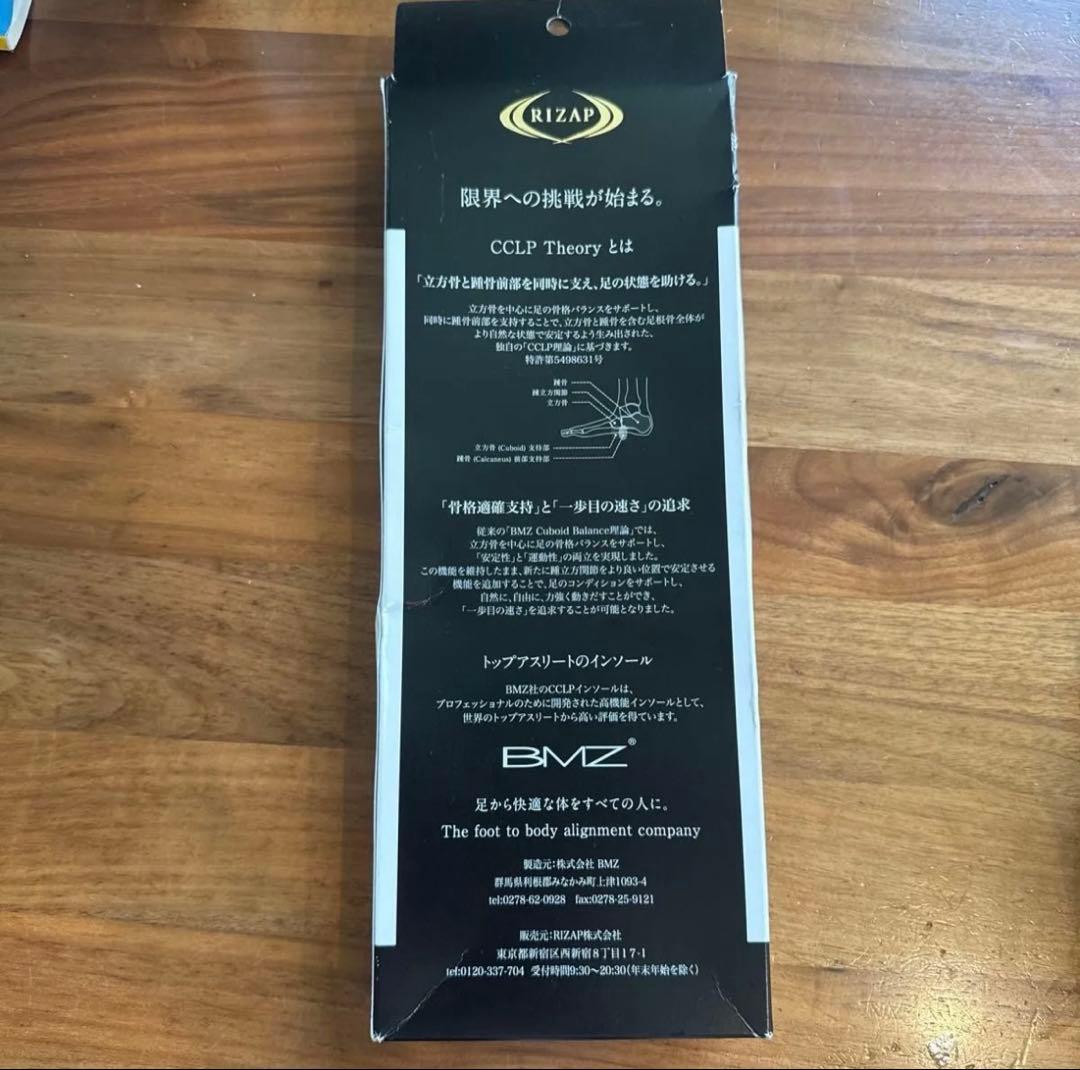 RIZAP
限界への挑戦が始まる。
CCLP Theory とは
「立方骨と踵骨前部を同時に支え、足の状態を助ける。」
立方骨を中心に足の骨格バランスをサポートし、
同時に踵骨前部を支持することで、立方骨と踵骨を含む足根骨全体が
より自然な状態で安定するよう生み出された、
独自の「CCLP理論」に基づきます。
特許第5498631号
踵骨
踵立方関節
立方骨
立方骨 (Cuboid) 支持部
踵骨 (Calcaneus) 前部支持部
「骨格適確支持」と「一歩目の速さ」の追求
従来の「BMZ Cuboid Balance理論」では、
立方骨を中心に足の骨格バランスをサポートし、
「安定性」と「運動性」の両立を実現しました。
この機能を維持したまま、新たに踵立方関節をより良い位置で安定させる
機能を追加することで、足のコンディションをサポートし、
自然に、自由に、力強く動きだすことができ、
「一歩目の速さ」を追求することが可能となりました。
トップアスリートのインソール
BMZ社のCCLPインソールは、
プロフェッショナルのために開発された高機能インソールとして、
世界のトップアスリートから高い評価を得ています。
BMZ®
足から快適な体をすべての人に。
The foot to body alignment company
製造元:株式会社 BMZ
群馬県利根郡みなかみ町上津1093-4
tel:0278-62-0928 fax:0278-25-9121
販売元:RIZAP株式会社
東京都新宿区西新宿8丁目17-1
tel:0120-337-704 受付時間9:30〜20:30(年末年始を除く)